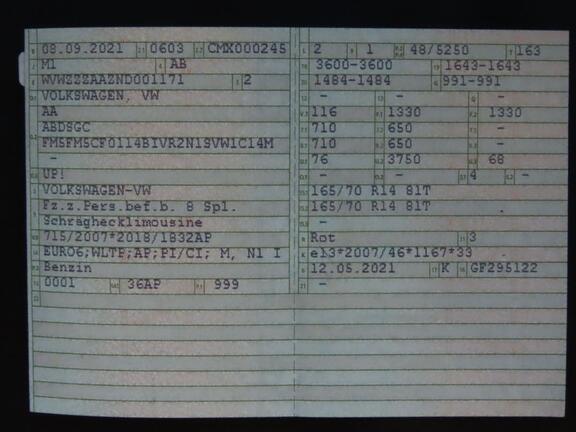 08.09.2021 0603 CMX000245
M1 AB
WVWZZZAAZND001171 2
VOLKSWAGEN, VW
AA
ABDSGC
FM5FM5CF0114BIVR2N1SVW1C14M
-
UP!
VOLKSWAGEN-VW
Fz.z.Pers.bef.b. 8 Spl.
Schräghecklimousine
715/2007*2018/1832AP
EURO6;WLTP;AP;PI/CI; M, N1 I
Benzin
0001 36AP 999
2 1 48/5250 163
3600-3600 1643-1643
1484-1484 991-991
- - -
116 1330 1330
710 650 -
710 650 -
76 3750 68
- - 4 -
165/70 R14 81T
165/70 R14 81T
-
Rot 3
e13*2007/46*1167*33
12.05.2021 K GF295122
-